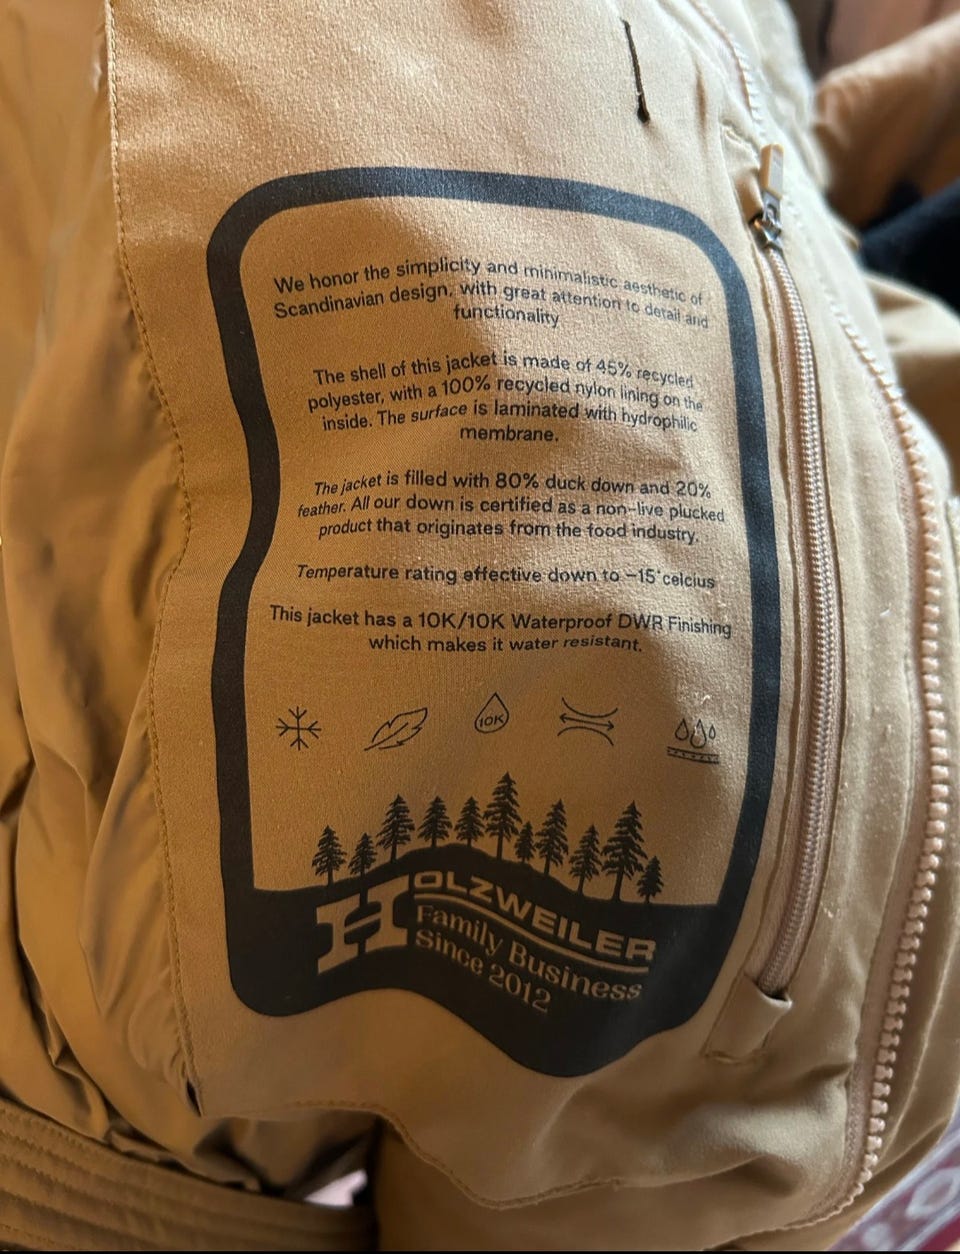 We honor the simplicity and minimalistic aesthetic of
Scandinavian design, with great attention to detail and
functionality
The shell of this jacket is made of 45% recycled
polyester, with a 100% recycled nylon lining on the
inside. The surface is laminated with hydrophilic
membrane.
The jacket is filled with 80% duck down and 20%
feather. All our down is certified as a non-live plucked
product that originates from the food industry.
Temperature rating effective down to -15°celcius
This jacket has a 10K/10K Waterproof DWR Finishing
which makes it water resistant.
10K
HOLZWEILER
Family Business
Since 2012